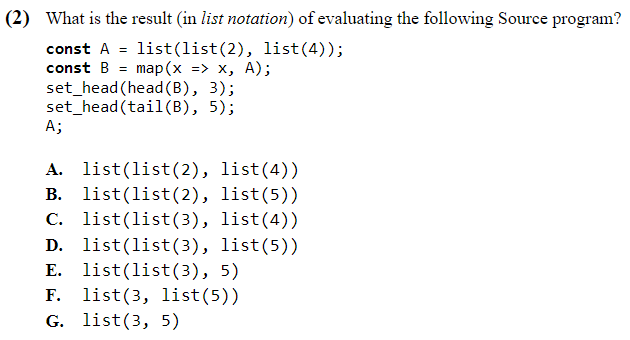 (2) What is the result (in list notation) of evaluating the following Source program?
const A = list(list(2), list(4));
const B = map(x => x, A);
set_head(head(B), 3);
set_head(tail(B), 5);
A;
A. list(list(2), list(4))
B. list(list(2), list(5))
C. list(list(3), list(4))
D. list(list(3), list(5))
E. list(list(3), 5)
F. list(3, list(5))
G. list(3, 5)